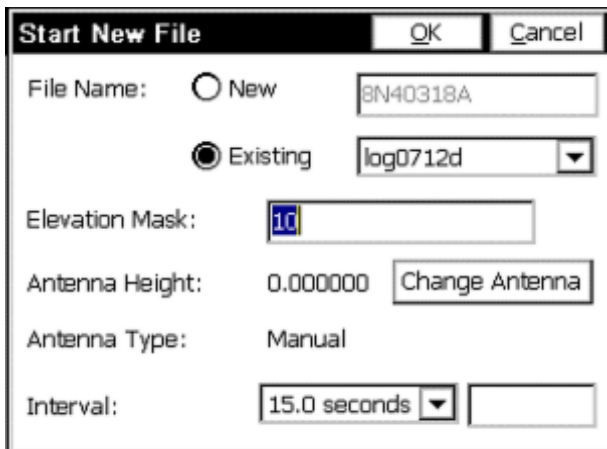 Start New File OK Cancel
File Name: New 8N40318A
Existing log0712d
Elevation Mask: 10
Antenna Height: 0.000000 Change Antenna
Antenna Type: Manual
Interval: 15.0 seconds